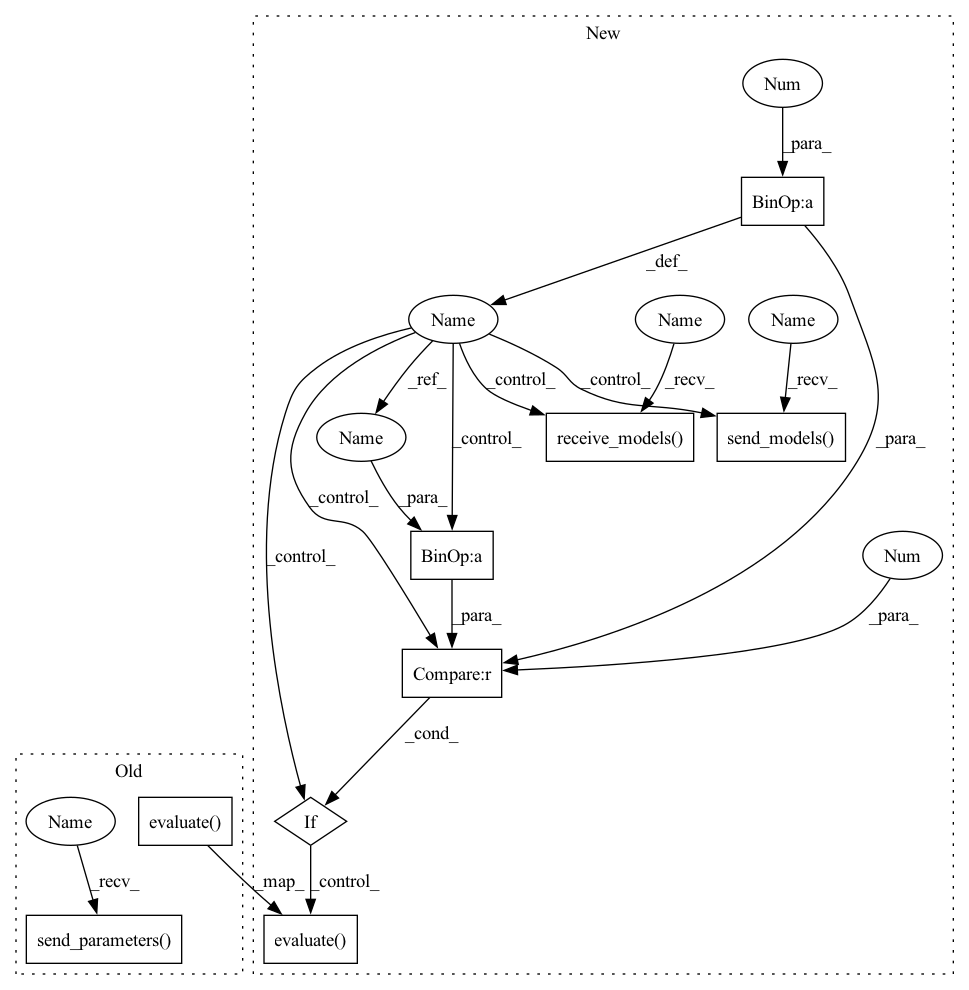 New
Num
_para_
BinOp:a
_def_
Name
Name
Name
_ref_
_control_
_control_
_recv_
_recv_
Name
_control_
receive_models()
send_models()
_para_
_control_
_para_
_control_
BinOp:a
Num
_para_
_para_
Compare:r
_cond_
Old
Name
evaluate()
If
_recv_
_map_
_control_
send_parameters()
evaluate()